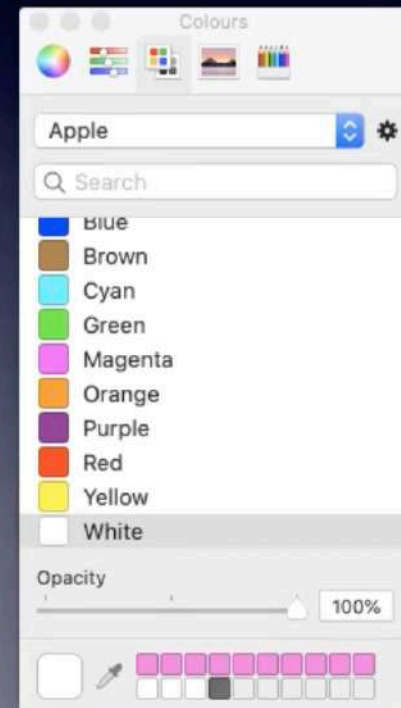 Colours
Apple
Search
Blue
Brown
Cyan
Green
Magenta
Orange
Purple
Red
Yellow
White
Opacity
100%